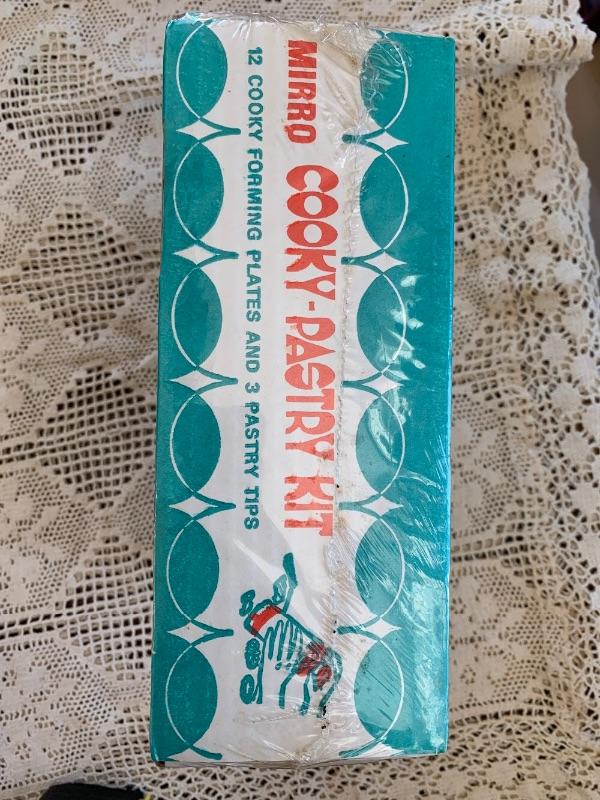 MIRRO COOKY-PASTRY KIT
12 COOKY FORMING PLATES AND 3 PASTRY TIPS